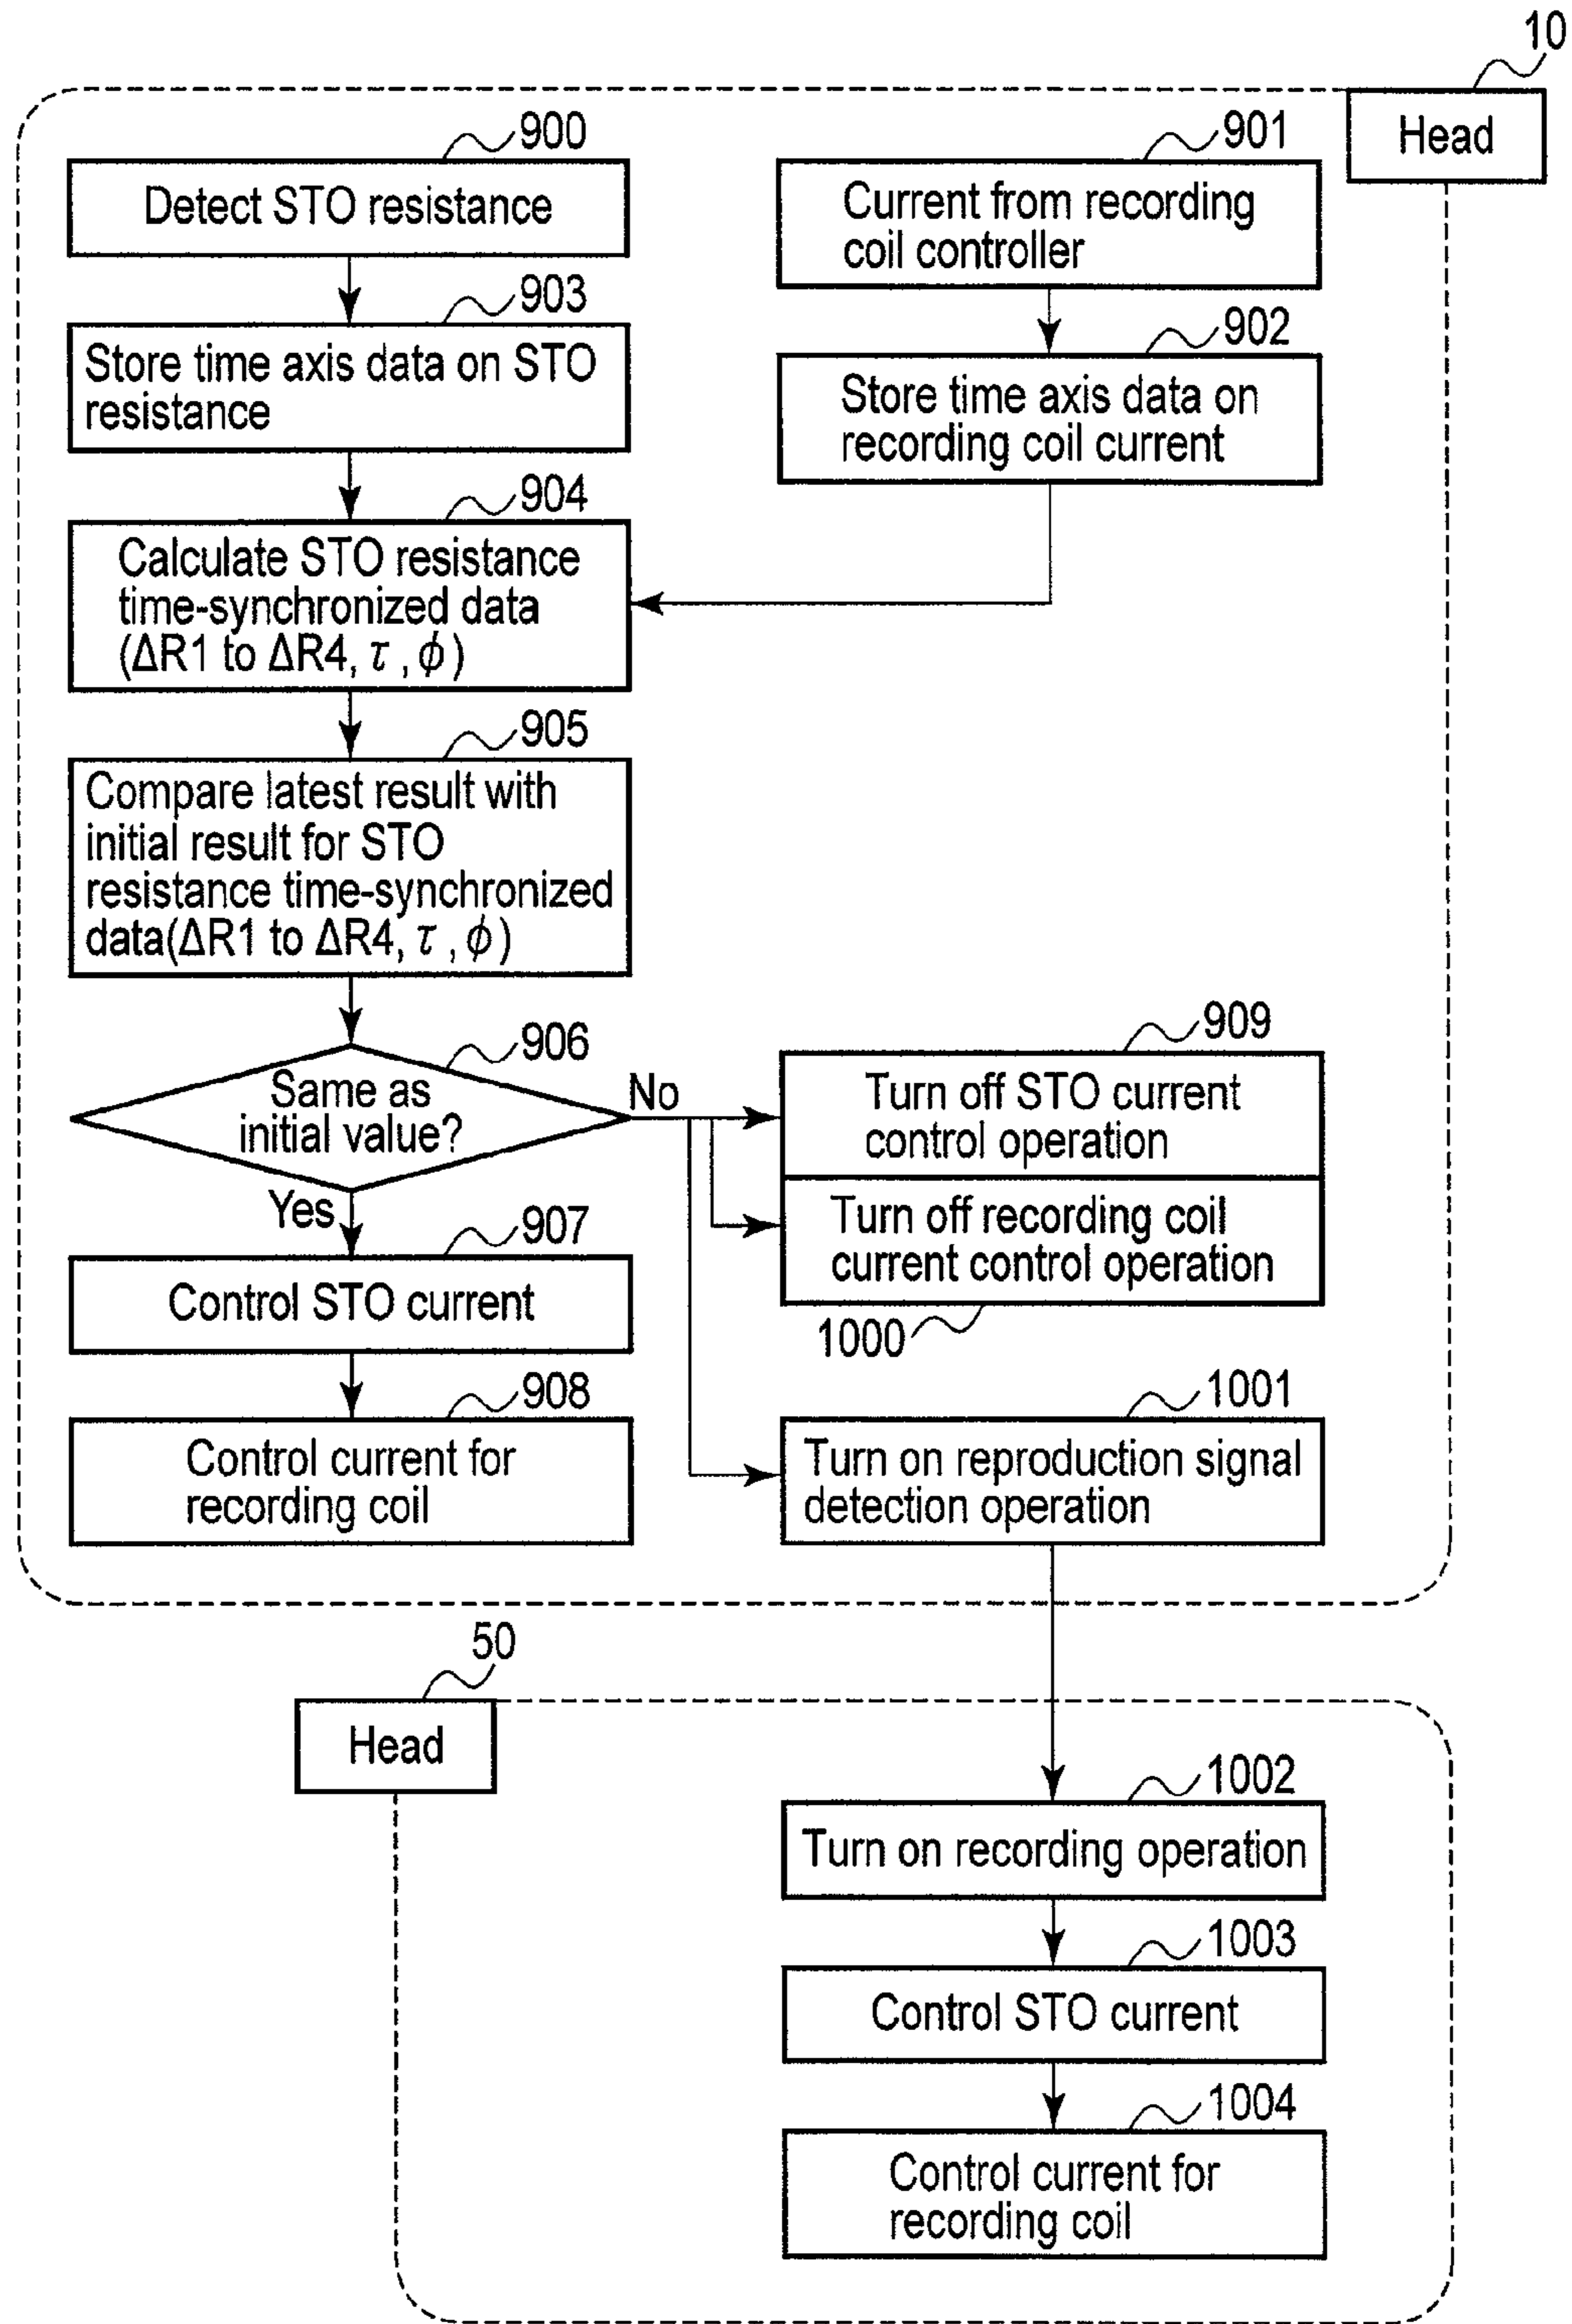 10
Head
900
Detect STO resistance
901
Current from recording
coil controller
903
Store time axis data on STO
resistance
902
Store time axis data on
recording coil current
904
Calculate STO resistance
time-synchronized data
(ΔR1 to ΔR4, τ, ϕ)
905
Compare latest result with
initial result for STO
resistance time-synchronized
data(ΔR1 to ΔR4, τ, ϕ)
906
Same as
initial value?
No
Yes
909
Turn off STO current
control operation
Turn off recording coil
current control operation
1000
907
Control STO current
908
Control current for
recording coil
1001
Turn on reproduction signal
detection operation
50
Head
1002
Turn on recording operation
1003
Control STO current
1004
Control current for
recording coil